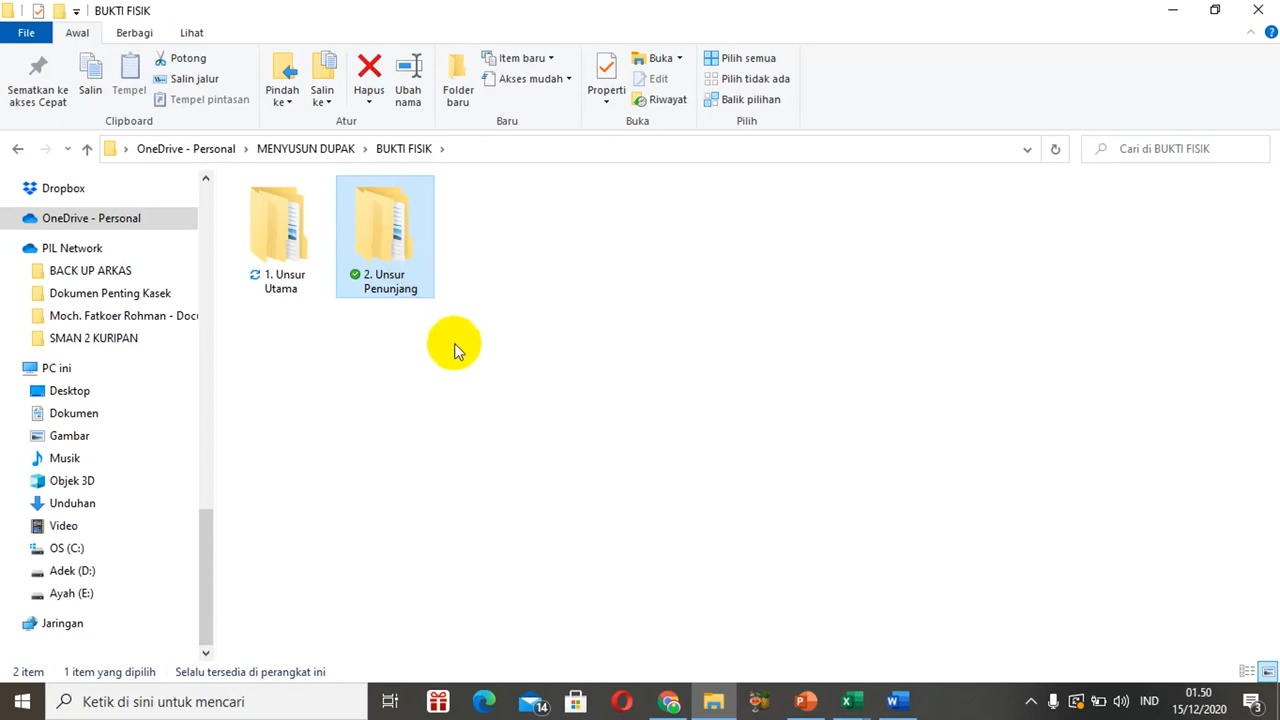 BUKTI FISIK
File Awal Berbagi Lihat
Sematkan ke akses Cepat
Salin
Tempel
Potong
Salin jalur
Tempel pintasan
Clipboard
Pindah ke
Salin ke
Hapus
Ubah nama
Atur
Folder baru
Item baru
Akses mudah
Baru
Properti
Buka
Edit
Riwayat
Buka
Pilih semua
Pilih tidak ada
Balik pilihan
Pilih
OneDrive - Personal MENYUSUN DUPAK BUKTI FISIK
Cari di BUKTI FISIK
Dropbox
OneDrive - Personal
PIL Network
BACK UP ARKAS
Dokumen Penting Kasek
Moch. Fatkoer Rohman - Docu
SMAN 2 KURIPAN
PC ini
Desktop
Dokumen
Gambar
Musik
Objek 3D
Unduhan
Video
OS (C:)
Adek (D:)
Ayah (E:)
Jaringan
1. Unsur
Utama
2. Unsur
Penunjang
2 item 1 item yang dipilih Selalu tersedia di perangkat ini
Ketik di sini untuk mencari
14
IND
01.50
15/12/2020
3